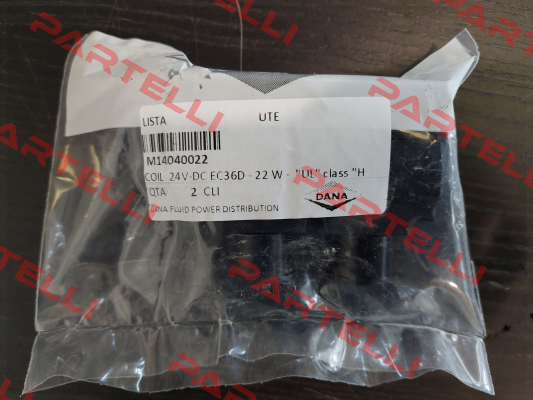 PARTELLI
PARTELLI
PARTELLI
LISTA UTE
M14040022
COIL 24V-DC EC36D - 22 W - "UL" class "H
QTA 2 CLI
DANA
DANA FLUID POWER DISTRIBUTION
PARTELLI
PARTELLI
PARTELLI